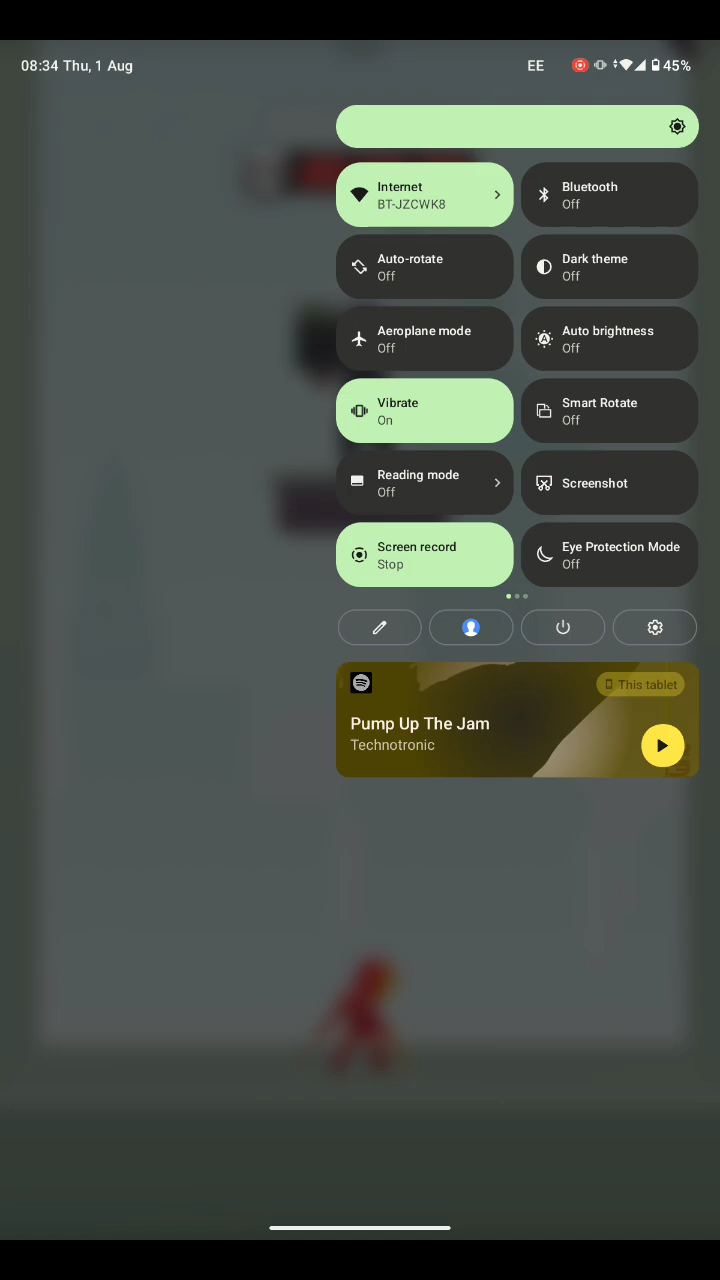 08:34 Thu, 1 Aug
EE
45%
Internet
BT-JZCWK8
Bluetooth
Off
Auto-rotate
Off
Dark theme
Off
Aeroplane mode
Off
Auto brightness
Off
Vibrate
On
Smart Rotate
Off
Reading mode
Off
Screenshot
Screen record
Stop
Eye Protection Mode
Off
This tablet
Pump Up The Jam
Technotronic